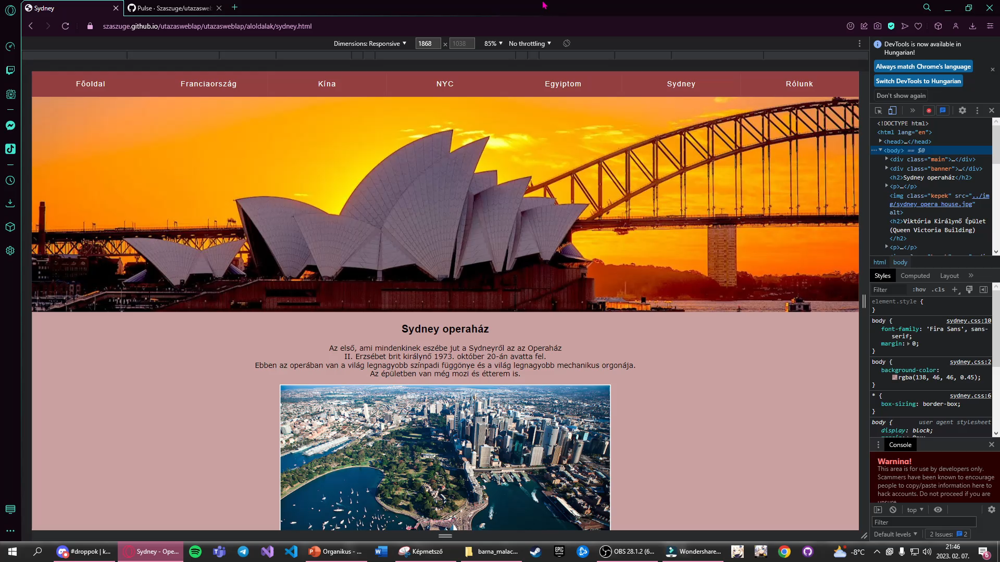 Sydney
Pulse · Szaszuge/utazasweb
szaszuge.github.io/utazasweblap/utazasweblap/aloldalak/sydney.html
Dimensions: Responsive
1868
1038
85%
No throttling
Főoldal
Franciaország
Kína
NYC
Egyiptom
Sydney
Rólunk
Sydney operaház
Az első, ami mindenkinek eszébe jut a Sydneyről az az Operaház
II. Erzsébet brit királynő 1973. október 20-án avatta fel.
Ebben az operában van a világ legnagyobb színpadi függönye és a világ legnagyobb mechanikus orgonája.
Az épületben van még mozi és étterem is.
DevTools is now available in
Hungarian!
Always match Chrome's language
Switch DevTools to Hungarian
Don't show again
<!DOCTYPE html>
<html lang="en">
<head>…</head>
<body> == $0
<div class="main">…</div>
<div class="banner">…</div>
<h2>Sydney operaház</h2>
<p>…</p>
<img class="kepek" src="../im
g/sydney_opera_house.jpg"
alt>
<h2>Viktória Királynő Épület
(Queen Victoria Building)
</h2>
<p>…</p>
html
body
Styles
Computed
Layout
Filter
:hov
.cls
element.style {
}
body {
sydney.css:10
font-family: 'Fira Sans', sans-
serif;
margin: 0;
}
body {
sydney.css:2
background-color:
rgba(138, 46, 46, 0.45);
}
* {
sydney.css:6
box-sizing: border-box;
}
body {
user agent stylesheet
display: block;
Console
Warning!
This area is for use by developers only.
Scammers have been known to encourage
people to copy/paste information here to
hack accounts. Do not proceed if you are
unsure.
top
Filter
Default levels
2 Issues:
2
#droppok | k...
Sydney - Ope...
Organikus - ...
Képmetsző
barna_malac...
EPIC
GAMES
OBS 28.1.2 (6...
Wondershare...
-8°C
21:46
2023. 02. 07.
6